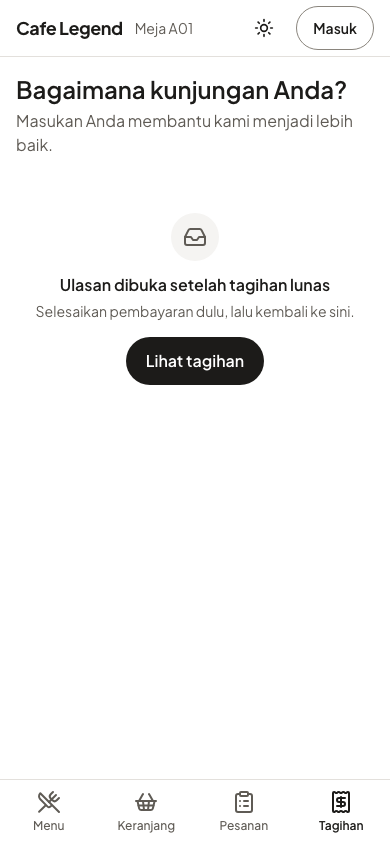 Cafe Legend Meja A01 Masuk
Bagaimana kunjungan Anda?
Masukan Anda membantu kami menjadi lebih
baik.
Ulasan dibuka setelah tagihan lunas
Selesaikan pembayaran dulu, lalu kembali ke sini.
Lihat tagihan
Menu Keranjang Pesanan Tagihan